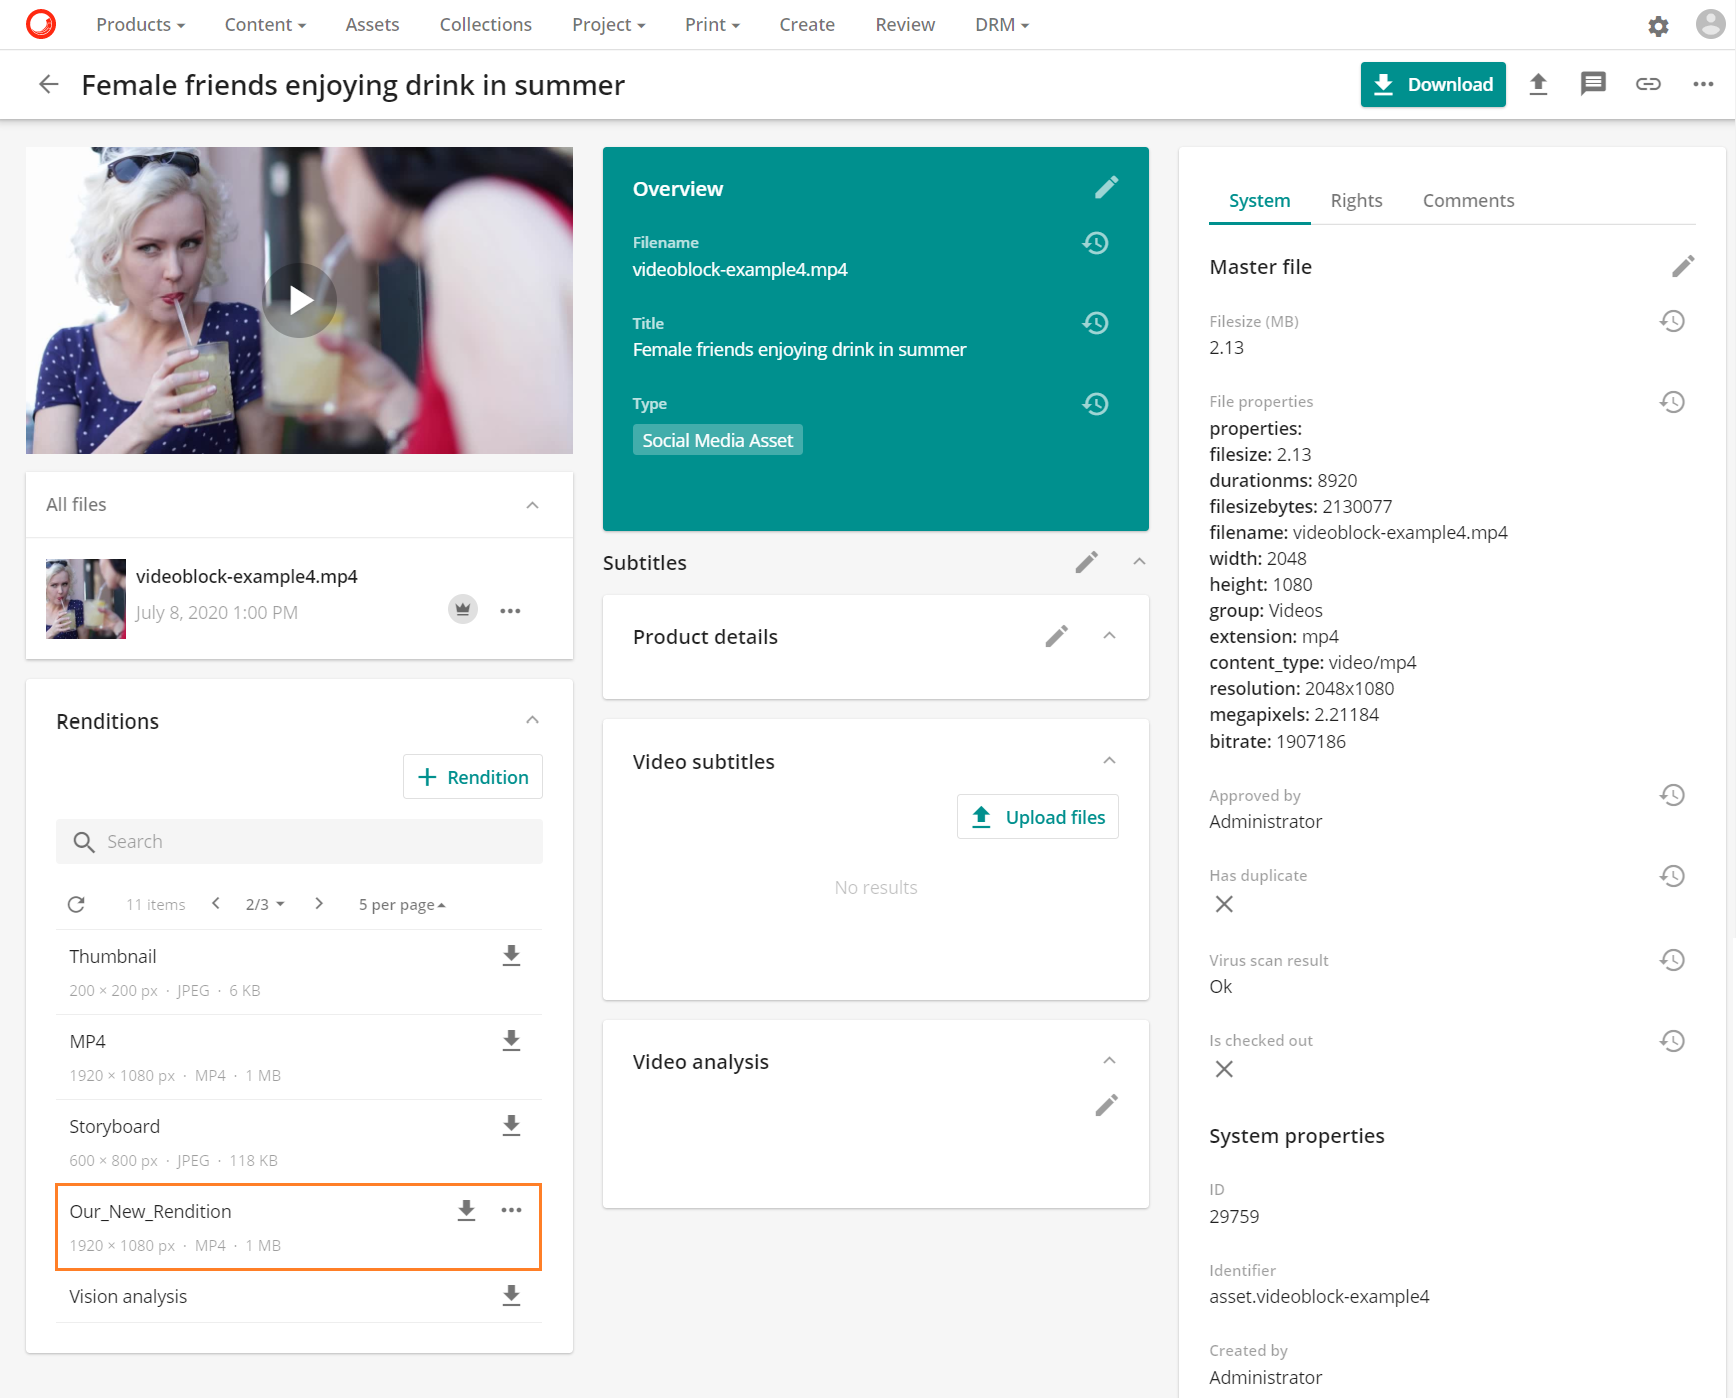 Products Content Assets Collections Project Print Create Review DRM
Female friends enjoying drink in summer
Download
All files
videoblock-example4.mp4
July 8, 2020 1:00 PM
Renditions
Rendition
Search
11 items 2/3 5 per page
Thumbnail
200 × 200 px · JPEG · 6 KB
MP4
1920 × 1080 px · MP4 · 1 MB
Storyboard
600 × 800 px · JPEG · 118 KB
Our_New_Rendition
1920 × 1080 px · MP4 · 1 MB
Vision analysis
Overview
Filename
videoblock-example4.mp4
Title
Female friends enjoying drink in summer
Type
Social Media Asset
Subtitles
Product details
Video subtitles
Upload files
No results
Video analysis
System Rights Comments
Master file
Filesize (MB)
2.13
File properties
properties:
filesize: 2.13
durationms: 8920
filesizebytes: 2130077
filename: videoblock-example4.mp4
width: 2048
height: 1080
group: Videos
extension: mp4
content_type: video/mp4
resolution: 2048x1080
megapixels: 2.21184
bitrate: 1907186
Approved by
Administrator
Has duplicate
Virus scan result
Ok
Is checked out
System properties
ID
29759
Identifier
asset.videoblock-example4
Created by
Administrator